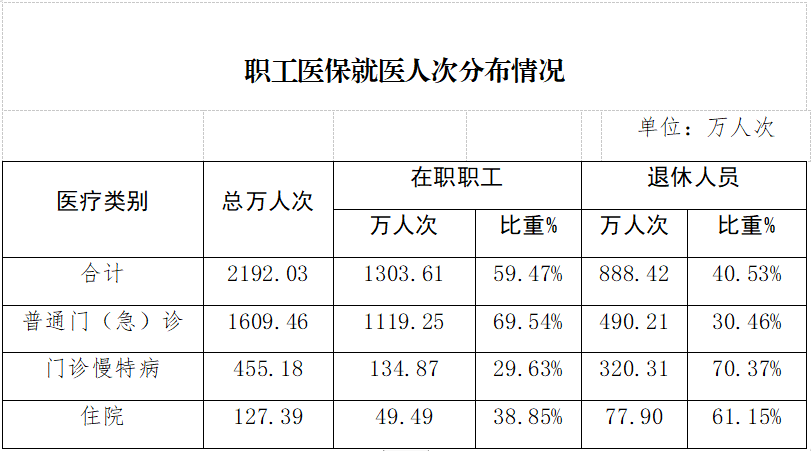 职工医保就医人次分布情况
单位：万人次
医疗类别 总万人次 在职职工 退休人员
万人次 比重% 万人次 比重%
合计 2192.03 1303.61 59.47% 888.42 40.53%
普通门（急）诊 1609.46 1119.25 69.54% 490.21 30.46%
门诊慢特病 455.18 134.87 29.63% 320.31 70.37%
住院 127.39 49.49 38.85% 77.90 61.15%